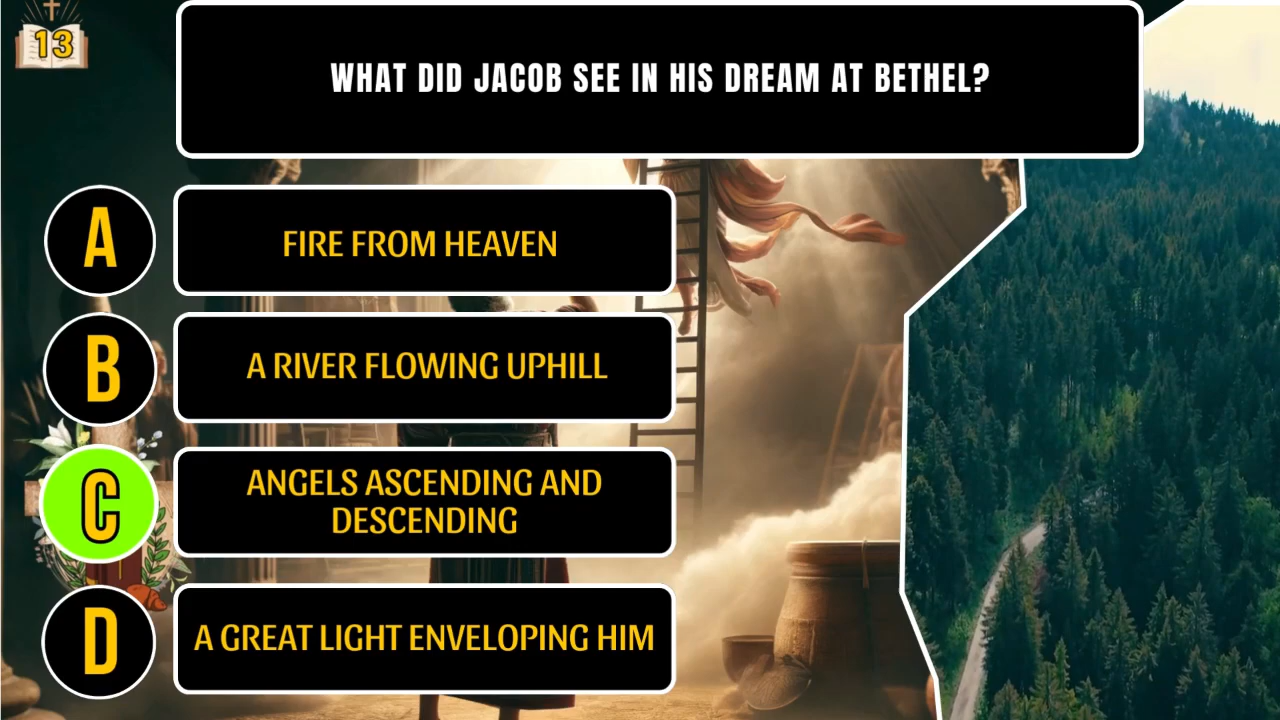 13
WHAT DID JACOB SEE IN HIS DREAM AT BETHEL?
A
FIRE FROM HEAVEN
B
A RIVER FLOWING UPHILL
C
ANGELS ASCENDING AND
DESCENDING
D
A GREAT LIGHT ENVELOPING HIM